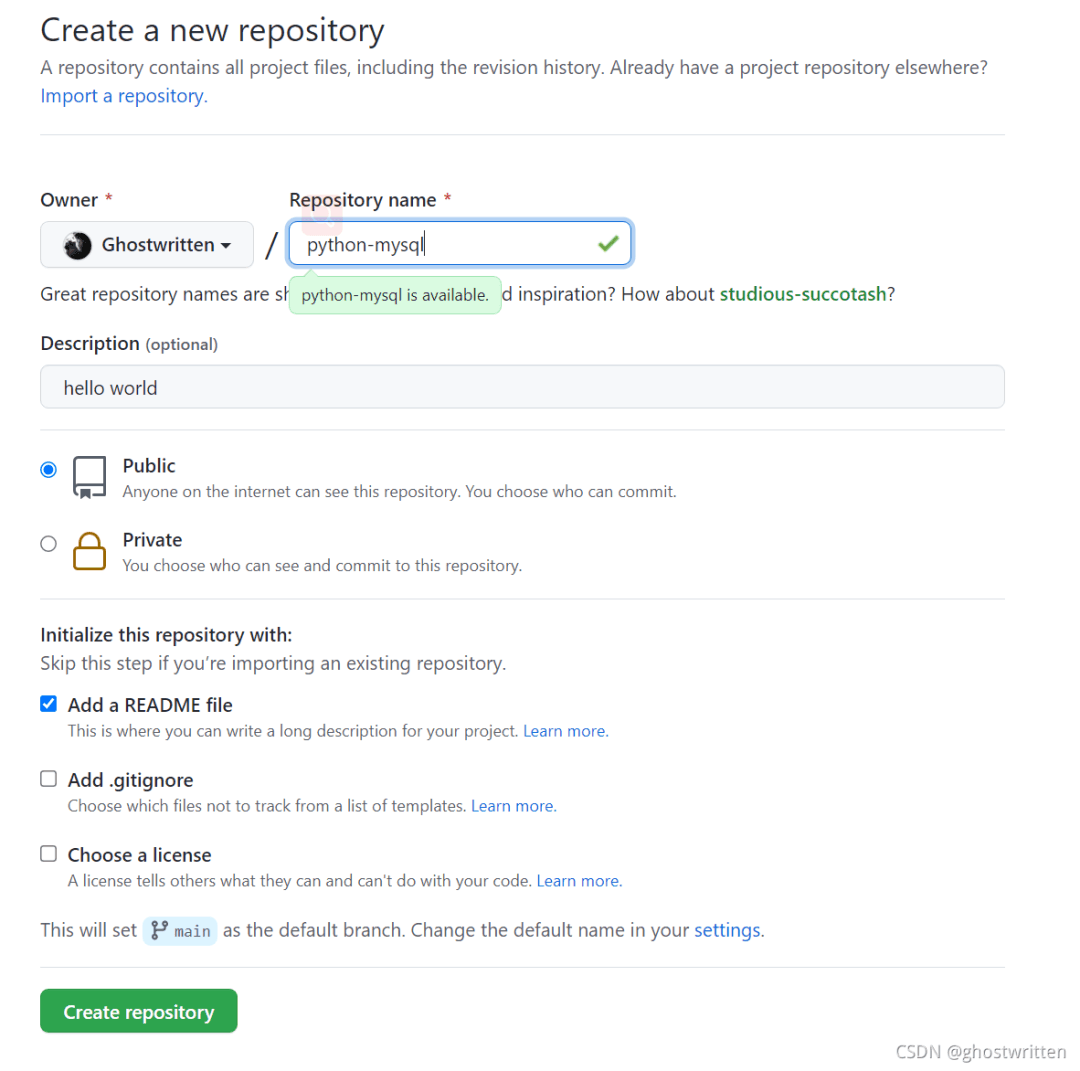 Create a new repository
A repository contains all project files, including the revision history. Already have a project repository elsewhere?
Import a repository.
Owner *
Repository name *
Ghostwritten
/
python-mysql
Great repository names are sh
python-mysql is available.
d inspiration? How about studious-succotash?
Description (optional)
hello world
Public
Anyone on the internet can see this repository. You choose who can commit.
Private
You choose who can see and commit to this repository.
Initialize this repository with:
Skip this step if you’re importing an existing repository.
Add a README file
This is where you can write a long description for your project. Learn more.
Add .gitignore
Choose which files not to track from a list of templates. Learn more.
Choose a license
A license tells others what they can and can't do with your code. Learn more.
This will set main as the default branch. Change the default name in your settings.
Create repository
CSDN @ghostwritten